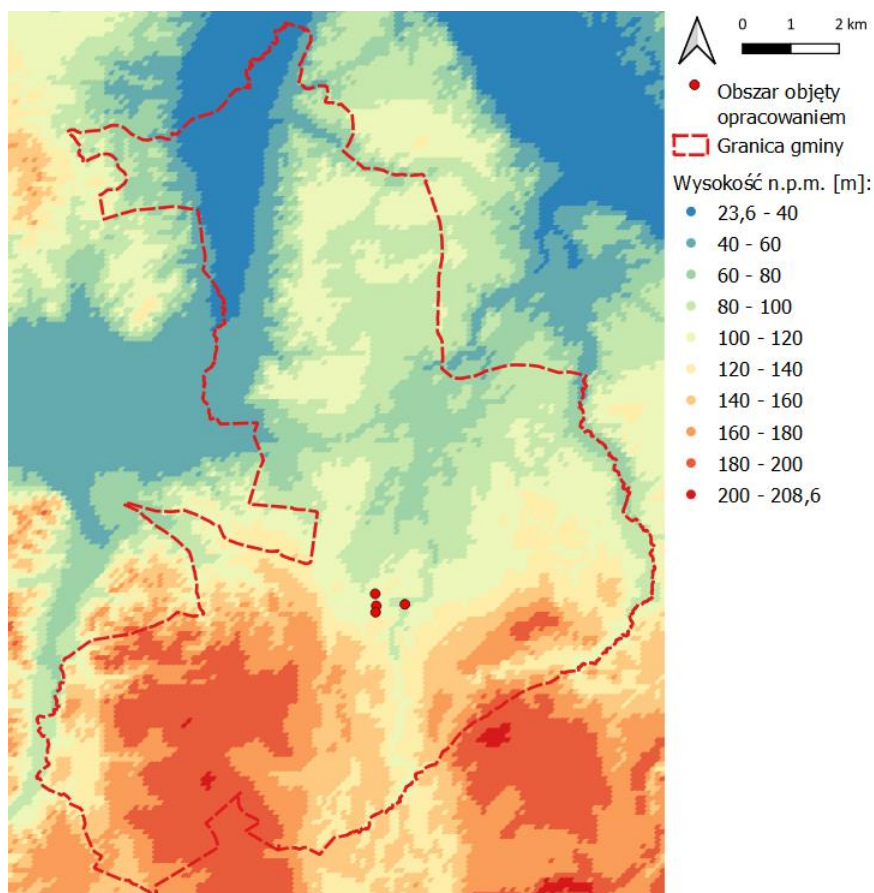 0 1 2 km
Obszar objęty
opracowaniem
Granica gminy
Wysokość n.p.m. [m]:
23,6 - 40
40 - 60
60 - 80
80 - 100
100 - 120
120 - 140
140 - 160
160 - 180
180 - 200
200 - 208,6